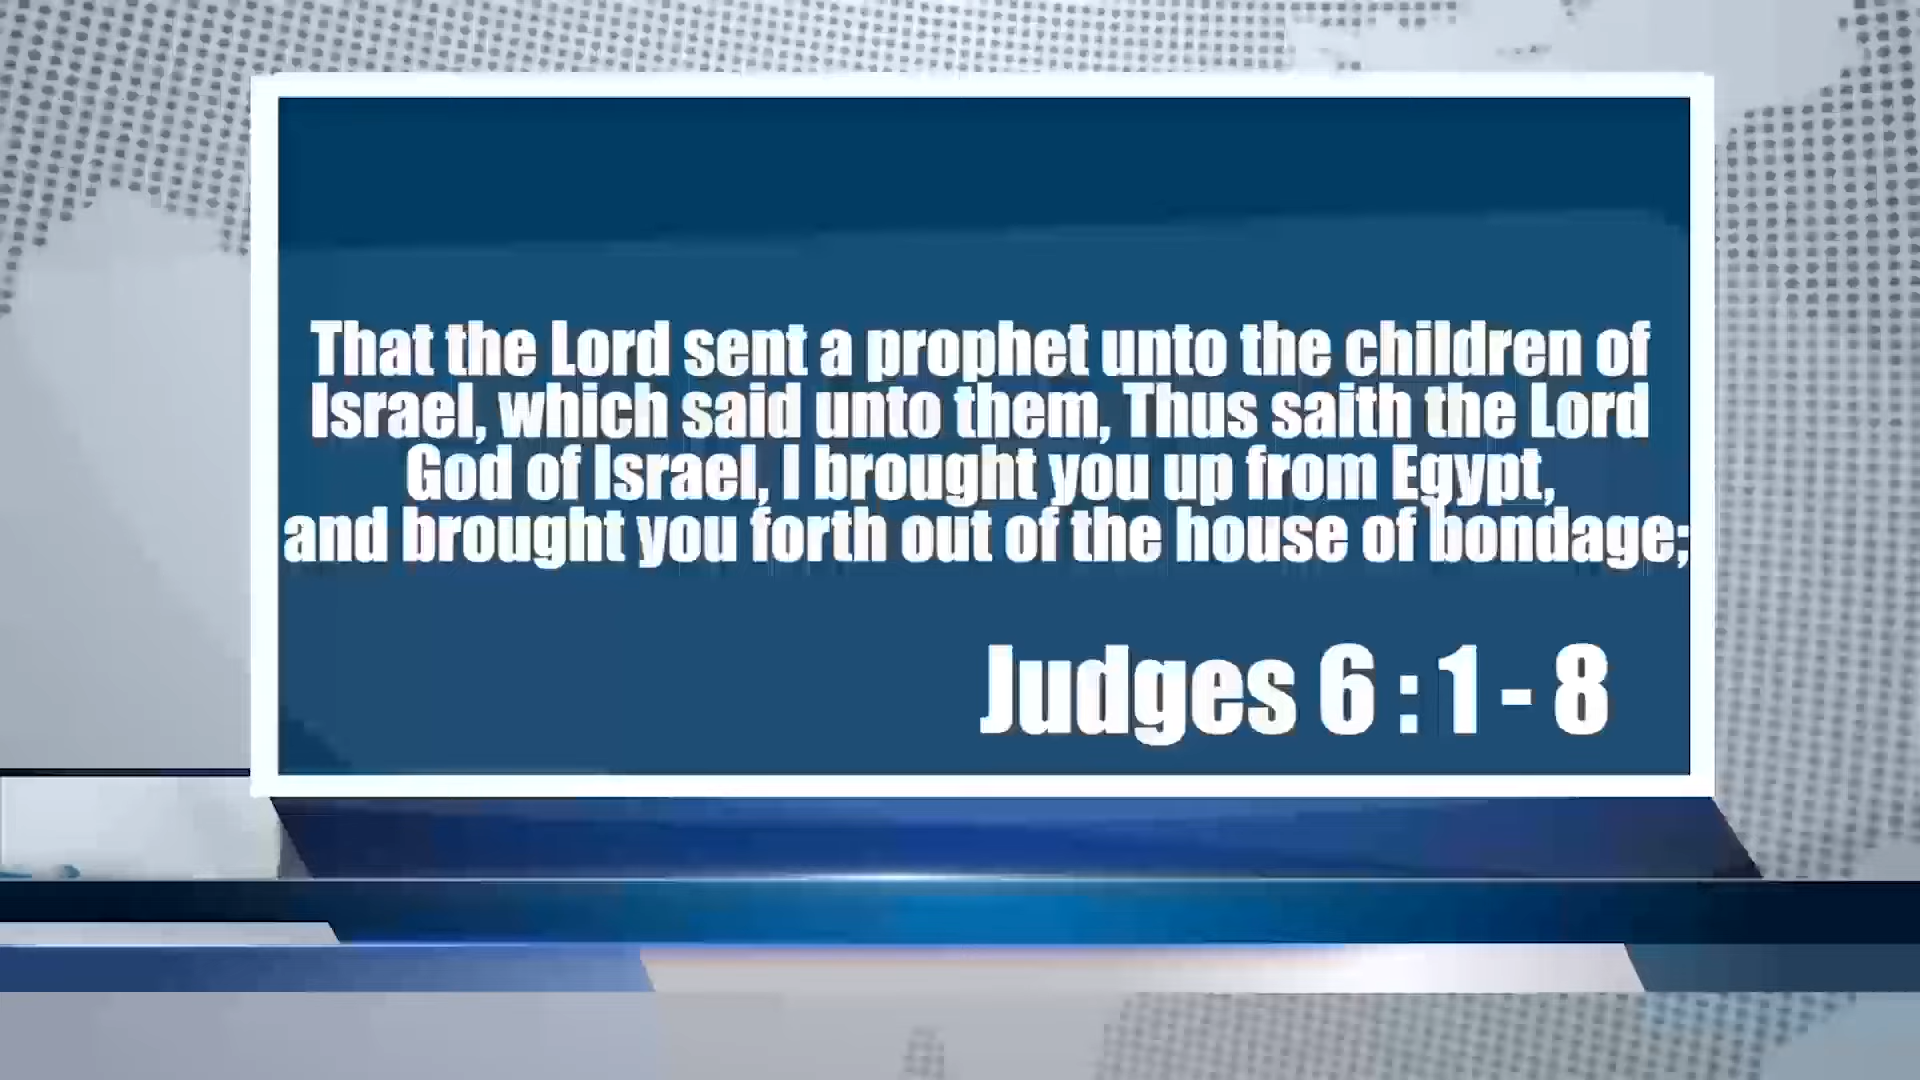 That the Lord sent a prophet unto the children of
Israel, which said unto them, Thus saith the Lord
God of Israel, I brought you up from Egypt,
and brought you forth out of the house of bondage;
Judges 6 : 1 - 8